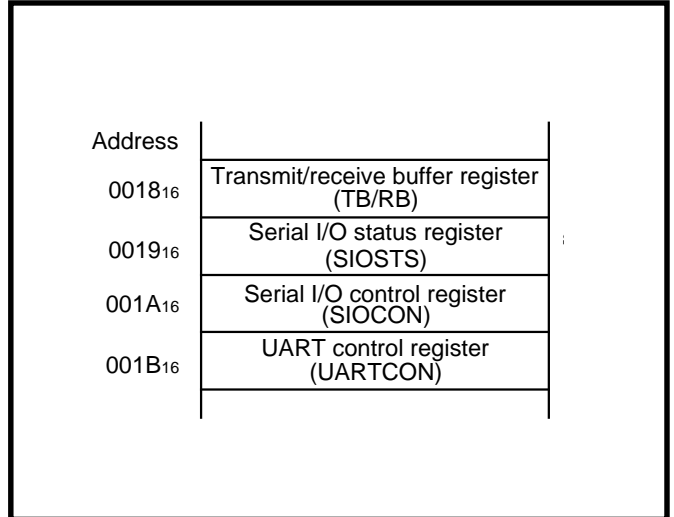 Address
0018₁₆
Transmit/receive buffer register
(TB/RB)
0019₁₆
Serial I/O status register
(SIOSTS)
001A₁₆
Serial I/O control register
(SIOCON)
001B₁₆
UART control register
(UARTCON)